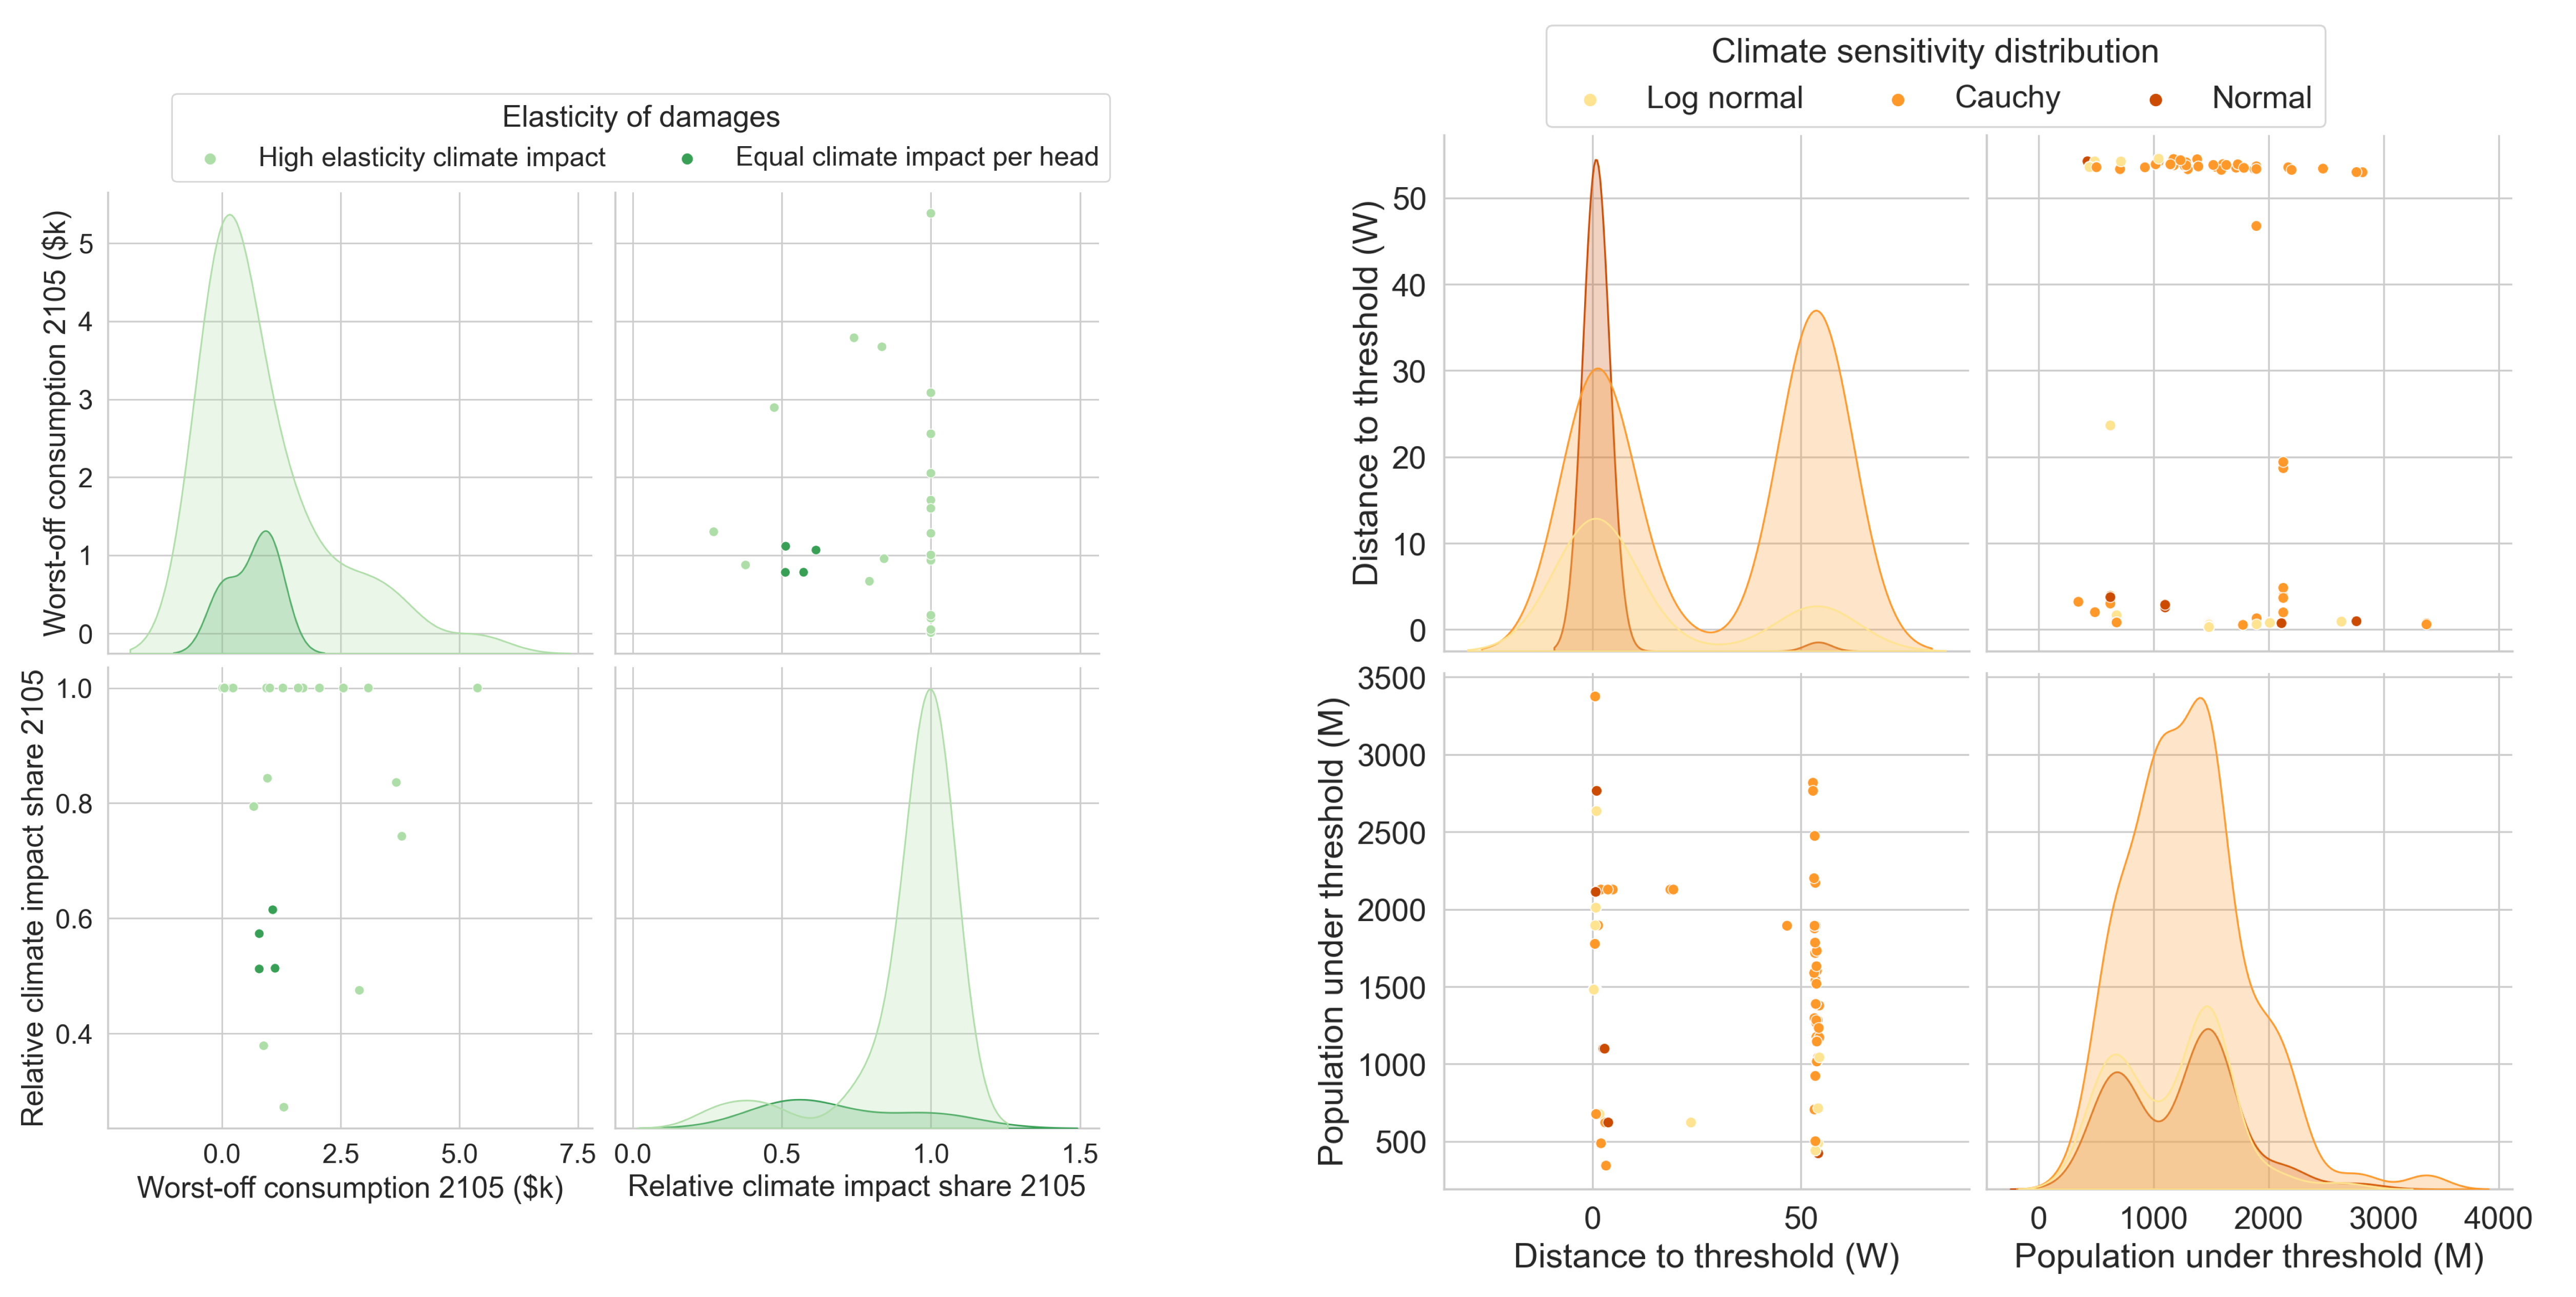 Elasticity of damages
High elasticity climate impact
Equal climate impact per head
Worst-off consumption 2105 ($k)
5
4
3
2
1
0
Relative climate impact share 2105
1.0
0.8
0.6
0.4
0.0
2.5
5.0
7.5
Worst-off consumption 2105 ($k)
0.0
0.5
1.0
1.5
Relative climate impact share 2105
Climate sensitivity distribution
Log normal
Cauchy
Normal
Distance to threshold (W)
50
40
30
20
10
0
Population under threshold (M)
3500
3000
2500
2000
1500
1000
500
0
50
Distance to threshold (W)
0
1000
2000
3000
4000
Population under threshold (M)